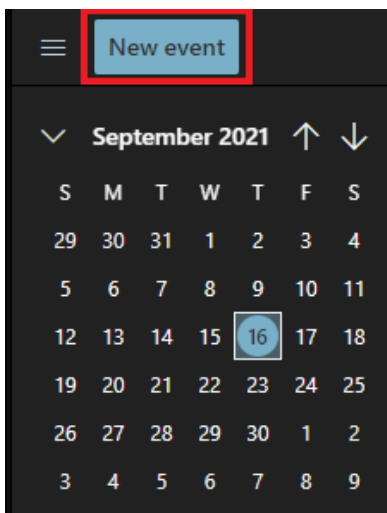 New event
September 2021
S M T W T F S
29 30 31 1 2 3 4
5 6 7 8 9 10 11
12 13 14 15 16 17 18
19 20 21 22 23 24 25
26 27 28 29 30 1 2
3 4 5 6 7 8 9